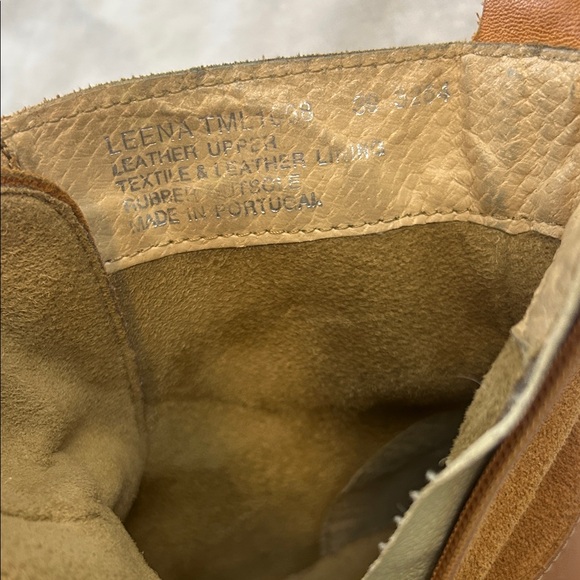 LEENA
LEATHER UPPER
TEXTILE & LEATHER LINING
RUBBER OUTSOLE
MADE IN PORTUGAL